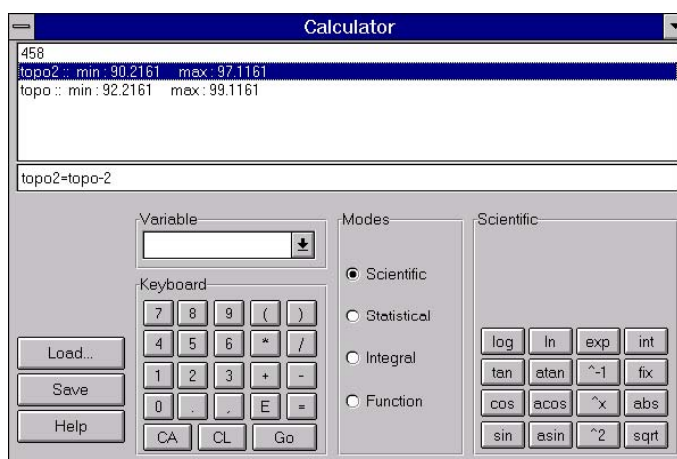 Calculator
458
topo2 :: min : 90.2161 max : 97.1161
topo :: min : 92.2161 max : 99.1161
topo2=topo-2
Variable
Keyboard
7 8 9 ( )
4 5 6 * /
1 2 3 + -
0 . , E =
CA CL Go
Load...
Save
Help
Modes
Scientific
Statistical
Integral
Function
Scientific
log ln exp int
tan atan ^-1 fix
cos acos ^x abs
sin asin ^2 sqrt